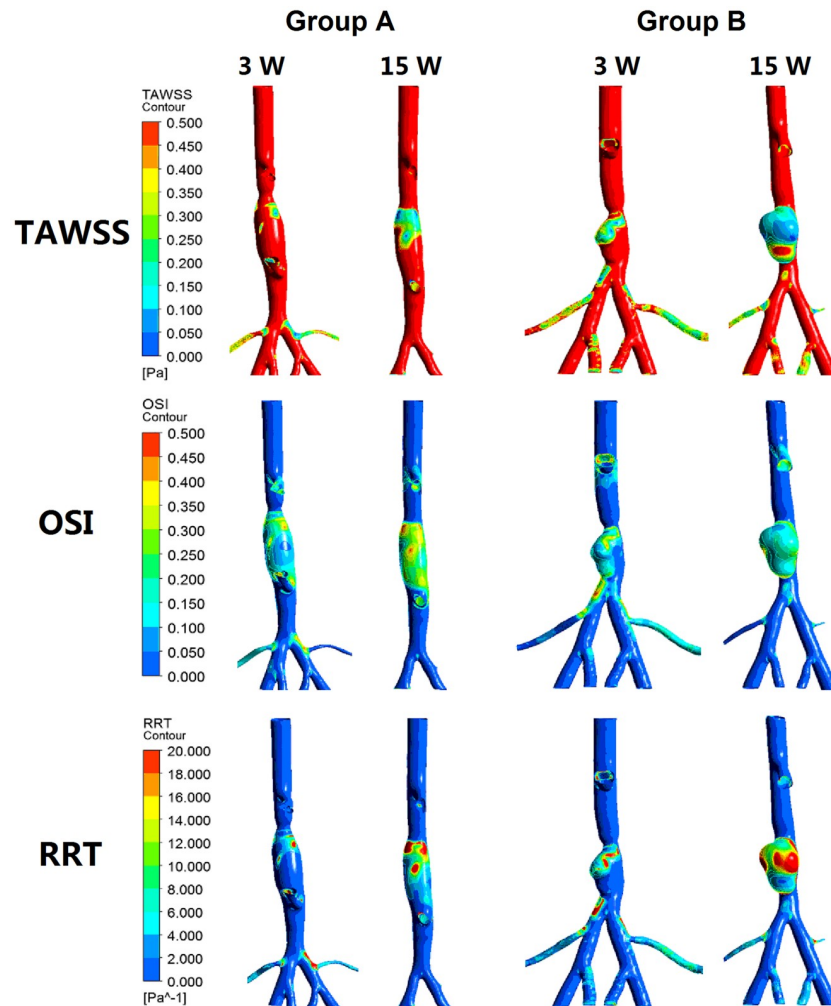 Group A Group B
3 W 15 W 3 W 15 W
TAWSS
TAWSS
Contour
0.500
0.450
0.400
0.350
0.300
0.250
0.200
0.150
0.100
0.050
0.000
[Pa]
OSI
OSI
Contour
0.500
0.450
0.400
0.350
0.300
0.250
0.200
0.150
0.100
0.050
0.000
RRT
RRT
Contour
20.000
18.000
16.000
14.000
12.000
10.000
8.000
6.000
4.000
2.000
0.000
[Pa^-1]